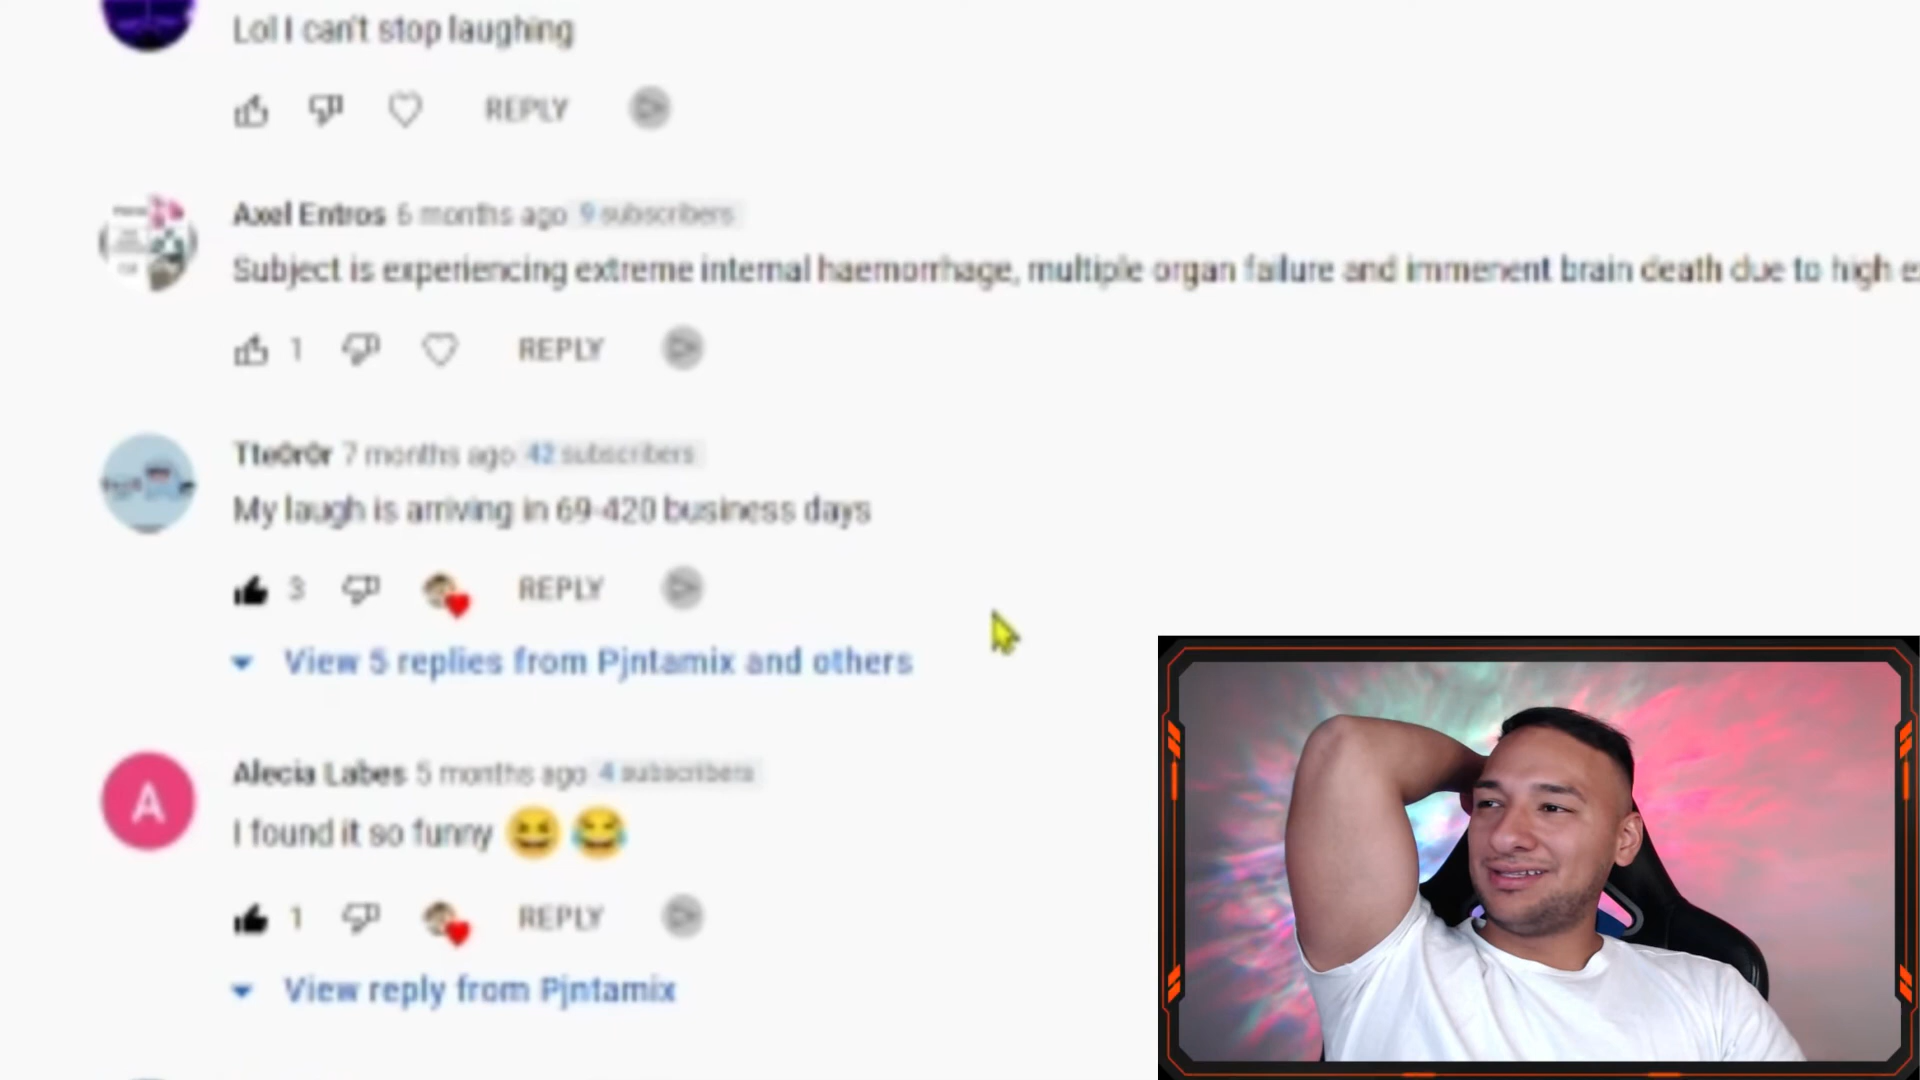 Lol I can't stop laughing
REPLY
Axel Entros 6 months ago 9 subscribers
Subject is experiencing extreme internal haemorrhage, multiple organ failure and immenent brain death due to high e
1 REPLY
Tte0r0r 7 months ago 42 subscribers
My laugh is arriving in 69-420 business days
3 REPLY
View 5 replies from Pjntamix and others
A
Alecia Labes 5 months ago 4 subscribers
I found it so funny 😆 😂
1 REPLY
View reply from Pjntamix